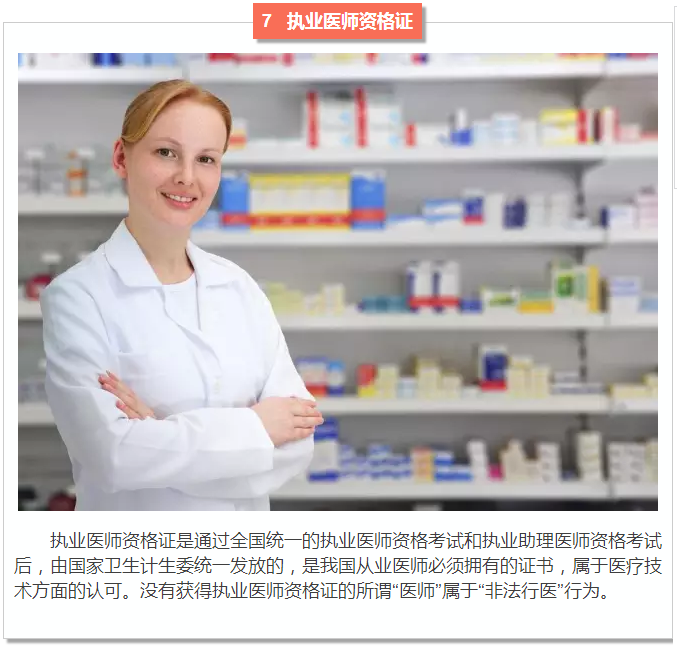 7 执业医师资格证
执业医师资格证是通过全国统一的执业医师资格考试和执业助理医师资格考试
后，由国家卫生计生委统一发放的，是我国从业医师必须拥有的证书，属于医疗技
术方面的认可。没有获得执业医师资格证的所谓“医师”属于“非法行医”行为。